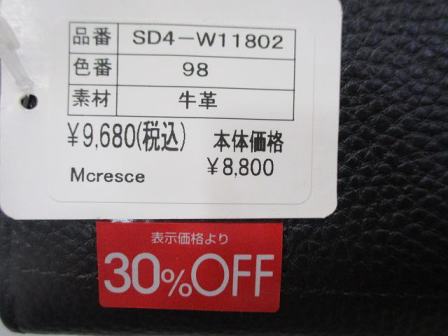 品番 SD4-W11802
色番 98
素材 牛革
¥9,680(税込) 本体価格
¥8,800
Mcresce
表示価格より
30%OFF